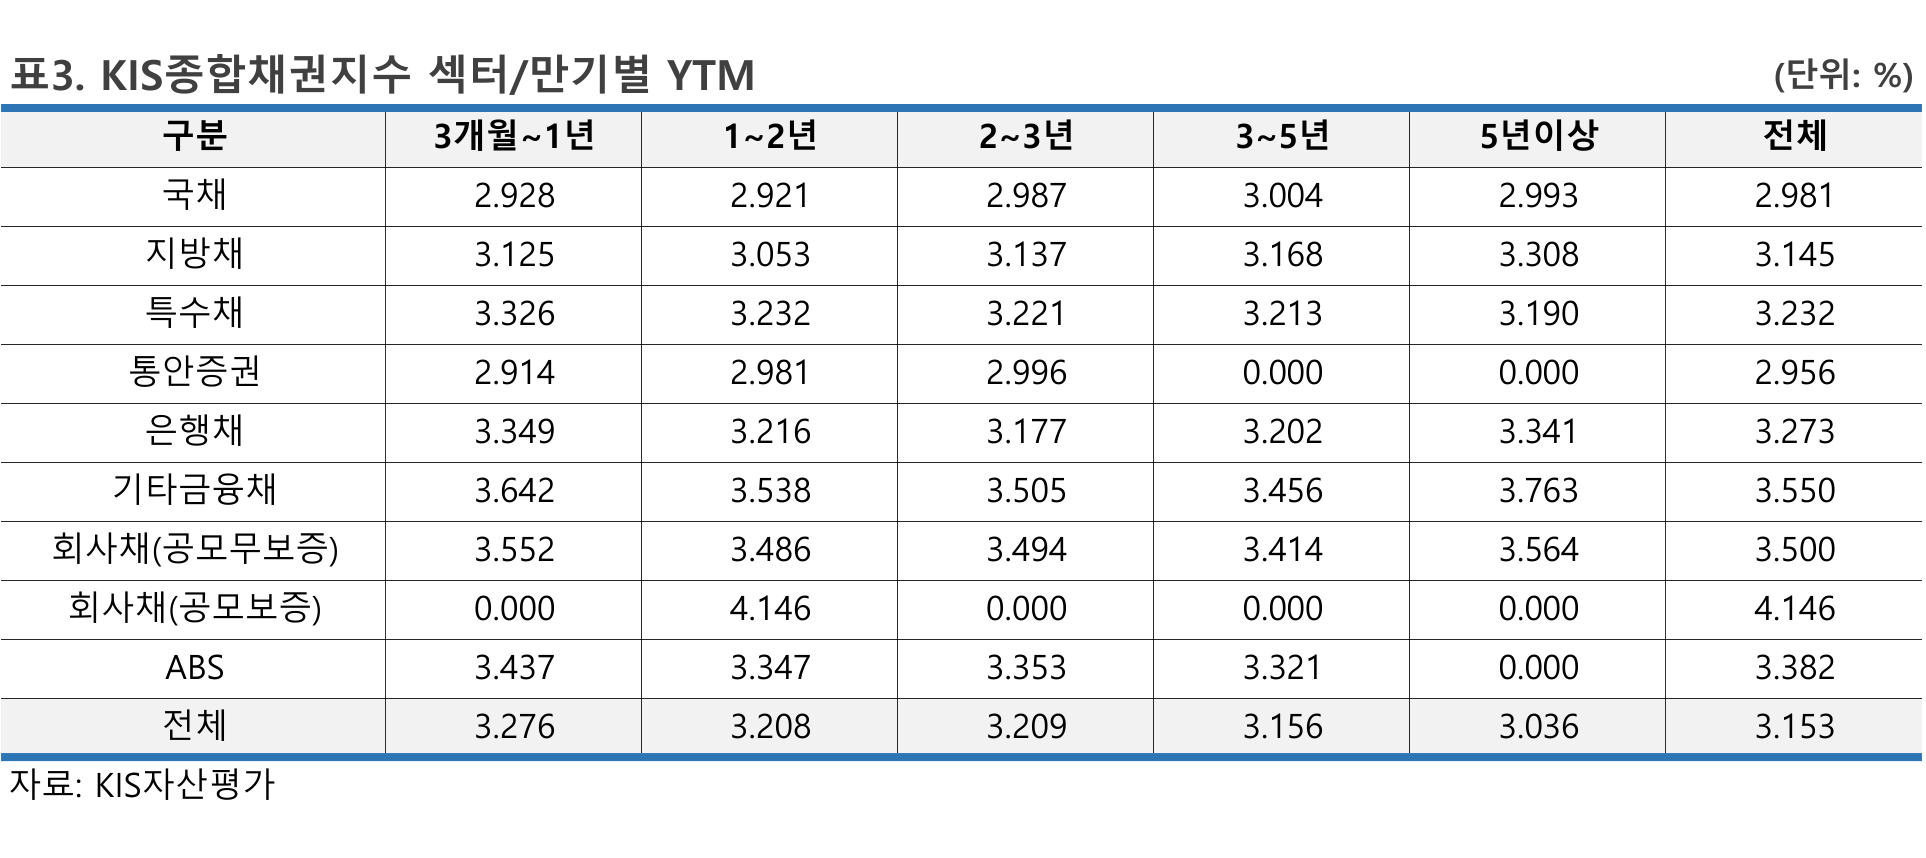 표3. KIS종합채권지수 섹터/만기별 YTM (단위: %)
구분 3개월~1년 1~2년 2~3년 3~5년 5년이상 전체
국채 2.928 2.921 2.987 3.004 2.993 2.981
지방채 3.125 3.053 3.137 3.168 3.308 3.145
특수채 3.326 3.232 3.221 3.213 3.190 3.232
통안증권 2.914 2.981 2.996 0.000 0.000 2.956
은행채 3.349 3.216 3.177 3.202 3.341 3.273
기타금융채 3.642 3.538 3.505 3.456 3.763 3.550
회사채(공모무보증) 3.552 3.486 3.494 3.414 3.564 3.500
회사채(공모보증) 0.000 4.146 0.000 0.000 0.000 4.146
ABS 3.437 3.347 3.353 3.321 0.000 3.382
전체 3.276 3.208 3.209 3.156 3.036 3.153
자료: KIS자산평가